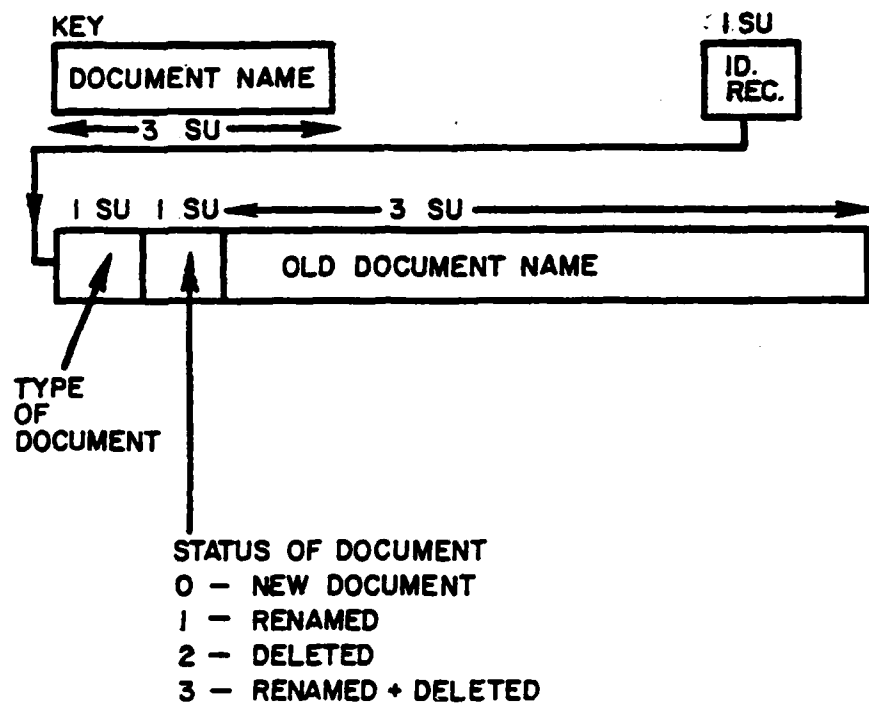 KEY
1 SU
DOCUMENT NAME
ID.
REC.
3 SU
1 SU 1 SU 3 SU
OLD DOCUMENT NAME
TYPE
OF
DOCUMENT
STATUS OF DOCUMENT
0 — NEW DOCUMENT
1 — RENAMED
2 — DELETED
3 — RENAMED + DELETED